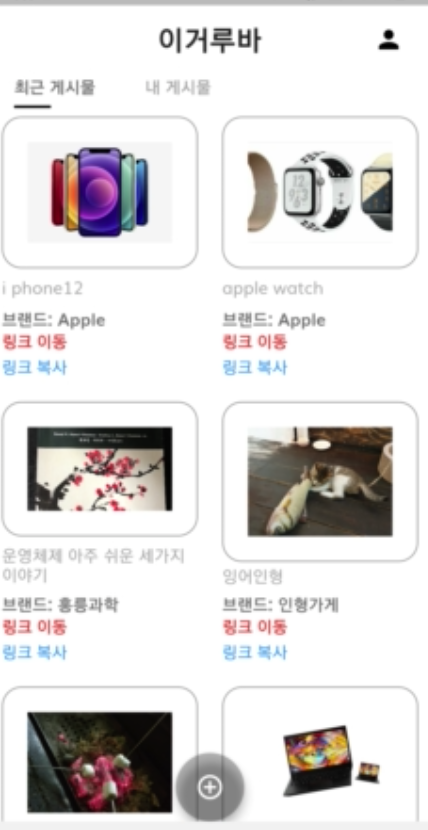 이거루바
최근 게시물
내 게시물
i phone12
브랜드: Apple
링크 이동
링크 복사
apple watch
브랜드: Apple
링크 이동
링크 복사
운영체제 아주 쉬운 세가지
이야기
브랜드: 홍릉과학
링크 이동
링크 복사
잉어인형
브랜드: 인형가게
링크 이동
링크 복사